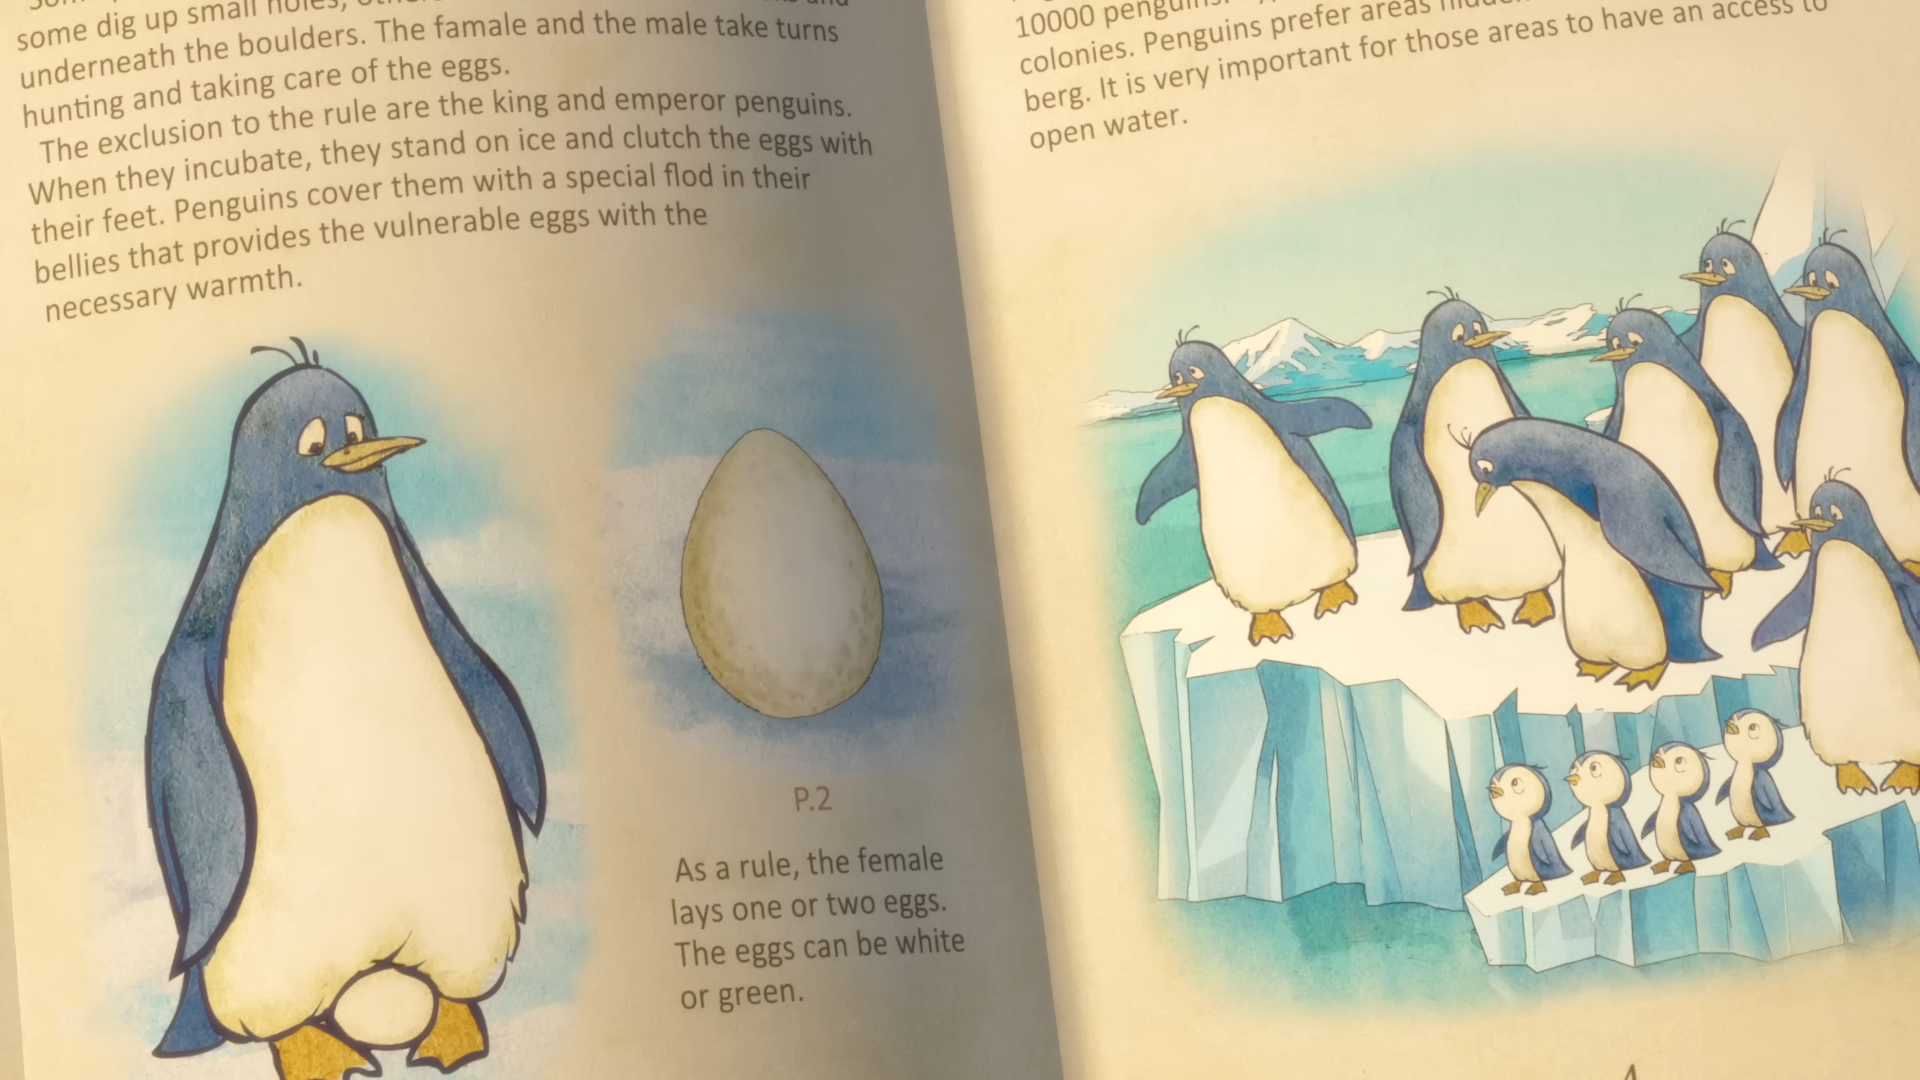 some dig up small holes,
underneath the boulders. The famale and the male take turns
hunting and taking care of the eggs.
The exclusion to the rule are the king and emperor penguins.
When they incubate, they stand on ice and clutch the eggs with
their feet. Penguins cover them with a special flod in their
bellies that provides the vulnerable eggs with the
necessary warmth.
P.2
As a rule, the female
lays one or two eggs.
The eggs can be white
or green.
10000 penguins.
colonies. Penguins prefer areas
berg. It is very important for those areas to have an access to
open water.